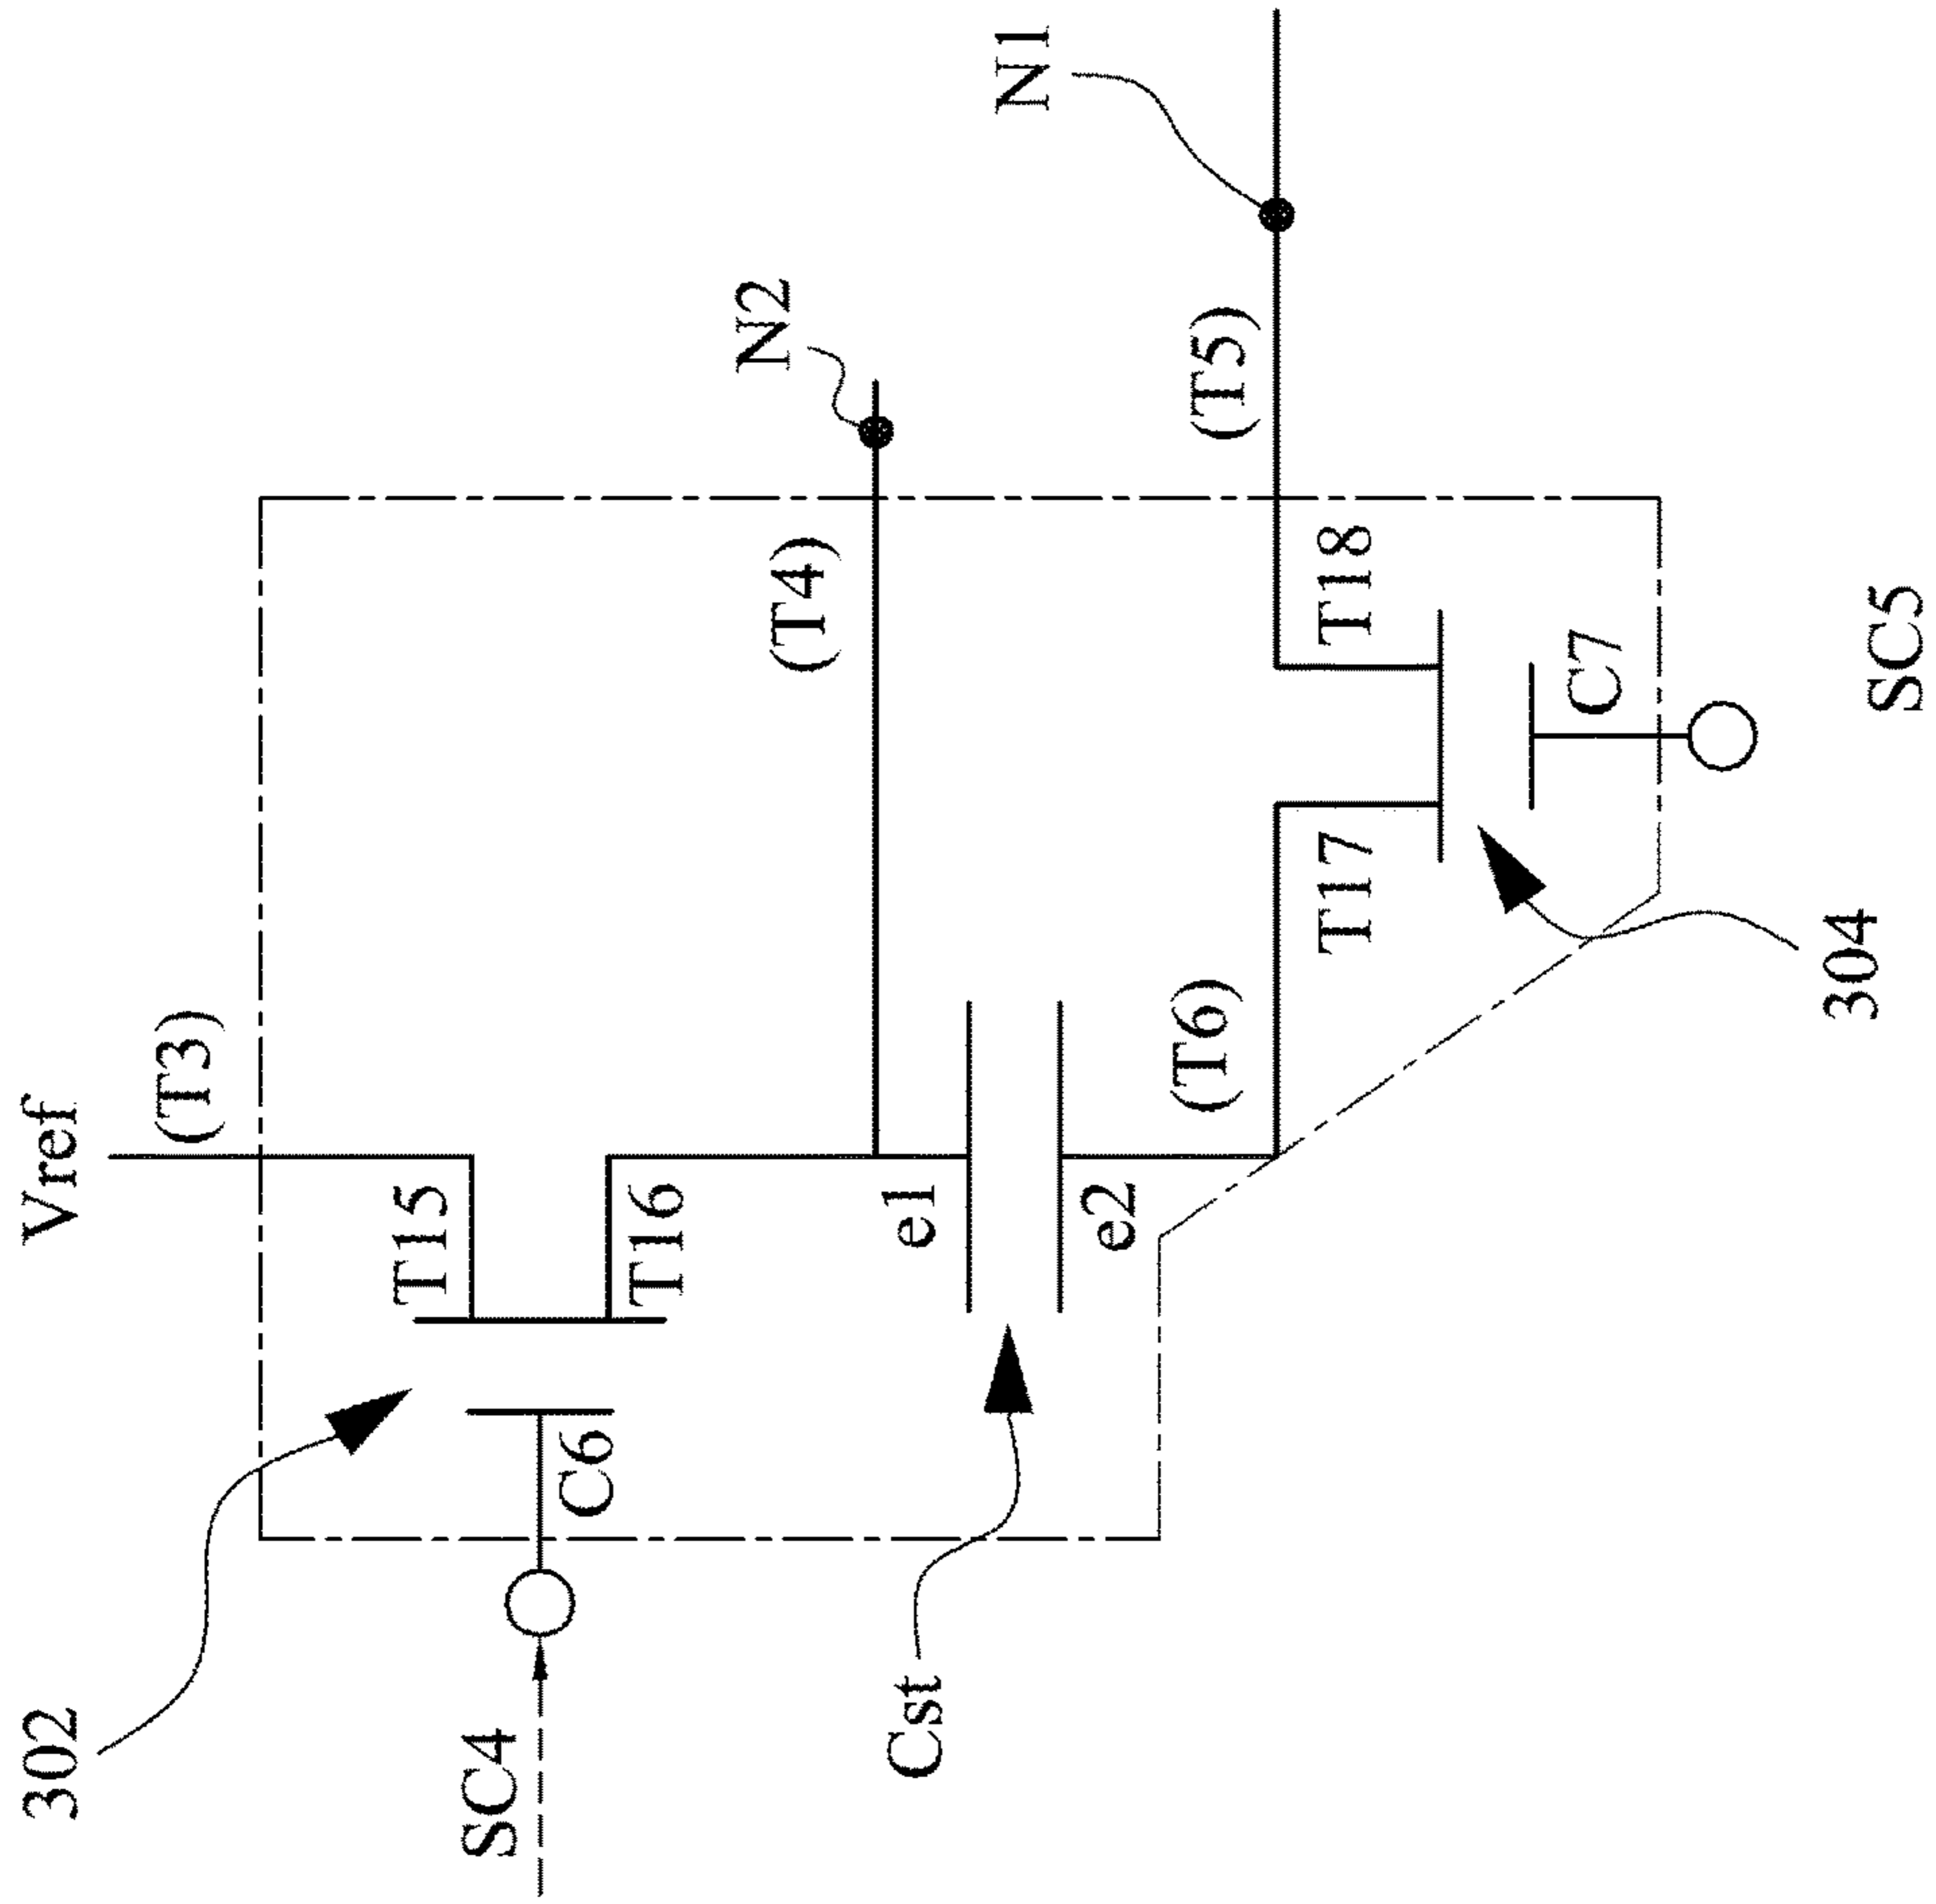 302
SC4
Vref
(T3)
T15
T16
C6
Cst
e1
e2
(T6)
(T4)
N2
N1
(T5)
T18
T17
C7
304
SC5